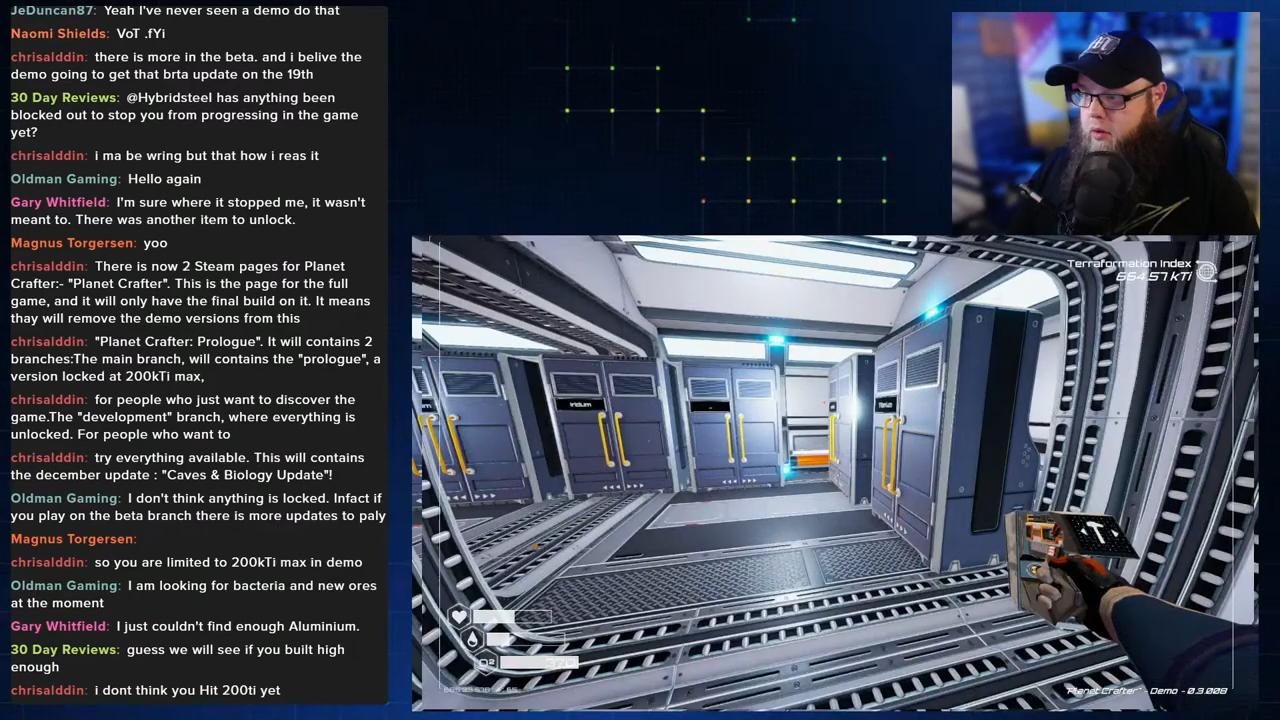 JeDuncan87: Yeah I've never seen a demo do that
Naomi Shields: VoT .fYi
chrisalddin: there is more in the beta. and i belive the
demo going to get that brta update on the 19th
30 Day Reviews: @Hybridsteel has anything been
blocked out to stop you from progressing in the game
yet?
chrisalddin: i ma be wring but that how i reas it
Oldman Gaming: Hello again
Gary Whitfield: I'm sure where it stopped me, it wasn't
meant to. There was another item to unlock.
Magnus Torgersen: yoo
chrisalddin: There is now 2 Steam pages for Planet
Crafter:- "Planet Crafter". This is the page for the full
game, and it will only have the final build on it. It means
thay will remove the demo versions from this
chrisalddin: "Planet Crafter: Prologue". It will contains 2
branches:The main branch, will contains the "prologue", a
version locked at 200kTi max,
chrisalddin: for people who just want to discover the
game.The "development" branch, where everything is
unlocked. For people who want to
chrisalddin: try everything available. This will contains
the december update : "Caves & Biology Update"!
Oldman Gaming: I don't think anything is locked. Infact if
you play on the beta branch there is more updates to paly
Magnus Torgersen:
chrisalddin: so you are limited to 200kTi max in demo
Oldman Gaming: I am looking for bacteria and new ores
at the moment
Gary Whitfield: I just couldn't find enough Aluminium.
30 Day Reviews: guess we will see if you built high
enough
chrisalddin: i dont think you Hit 200ti yet
Terraformation Index
664.57 kTi
Iridium
O2
"Planet Crafter" - Demo - 0.3.008